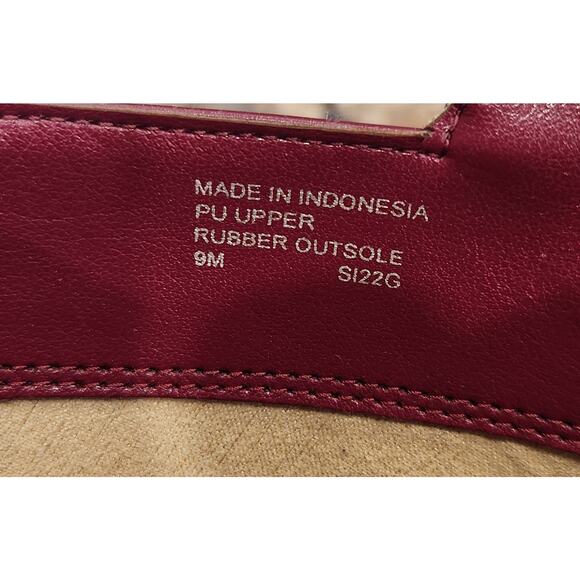 MADE IN INDONESIA
PU UPPER
RUBBER OUTSOLE
9M SI22G